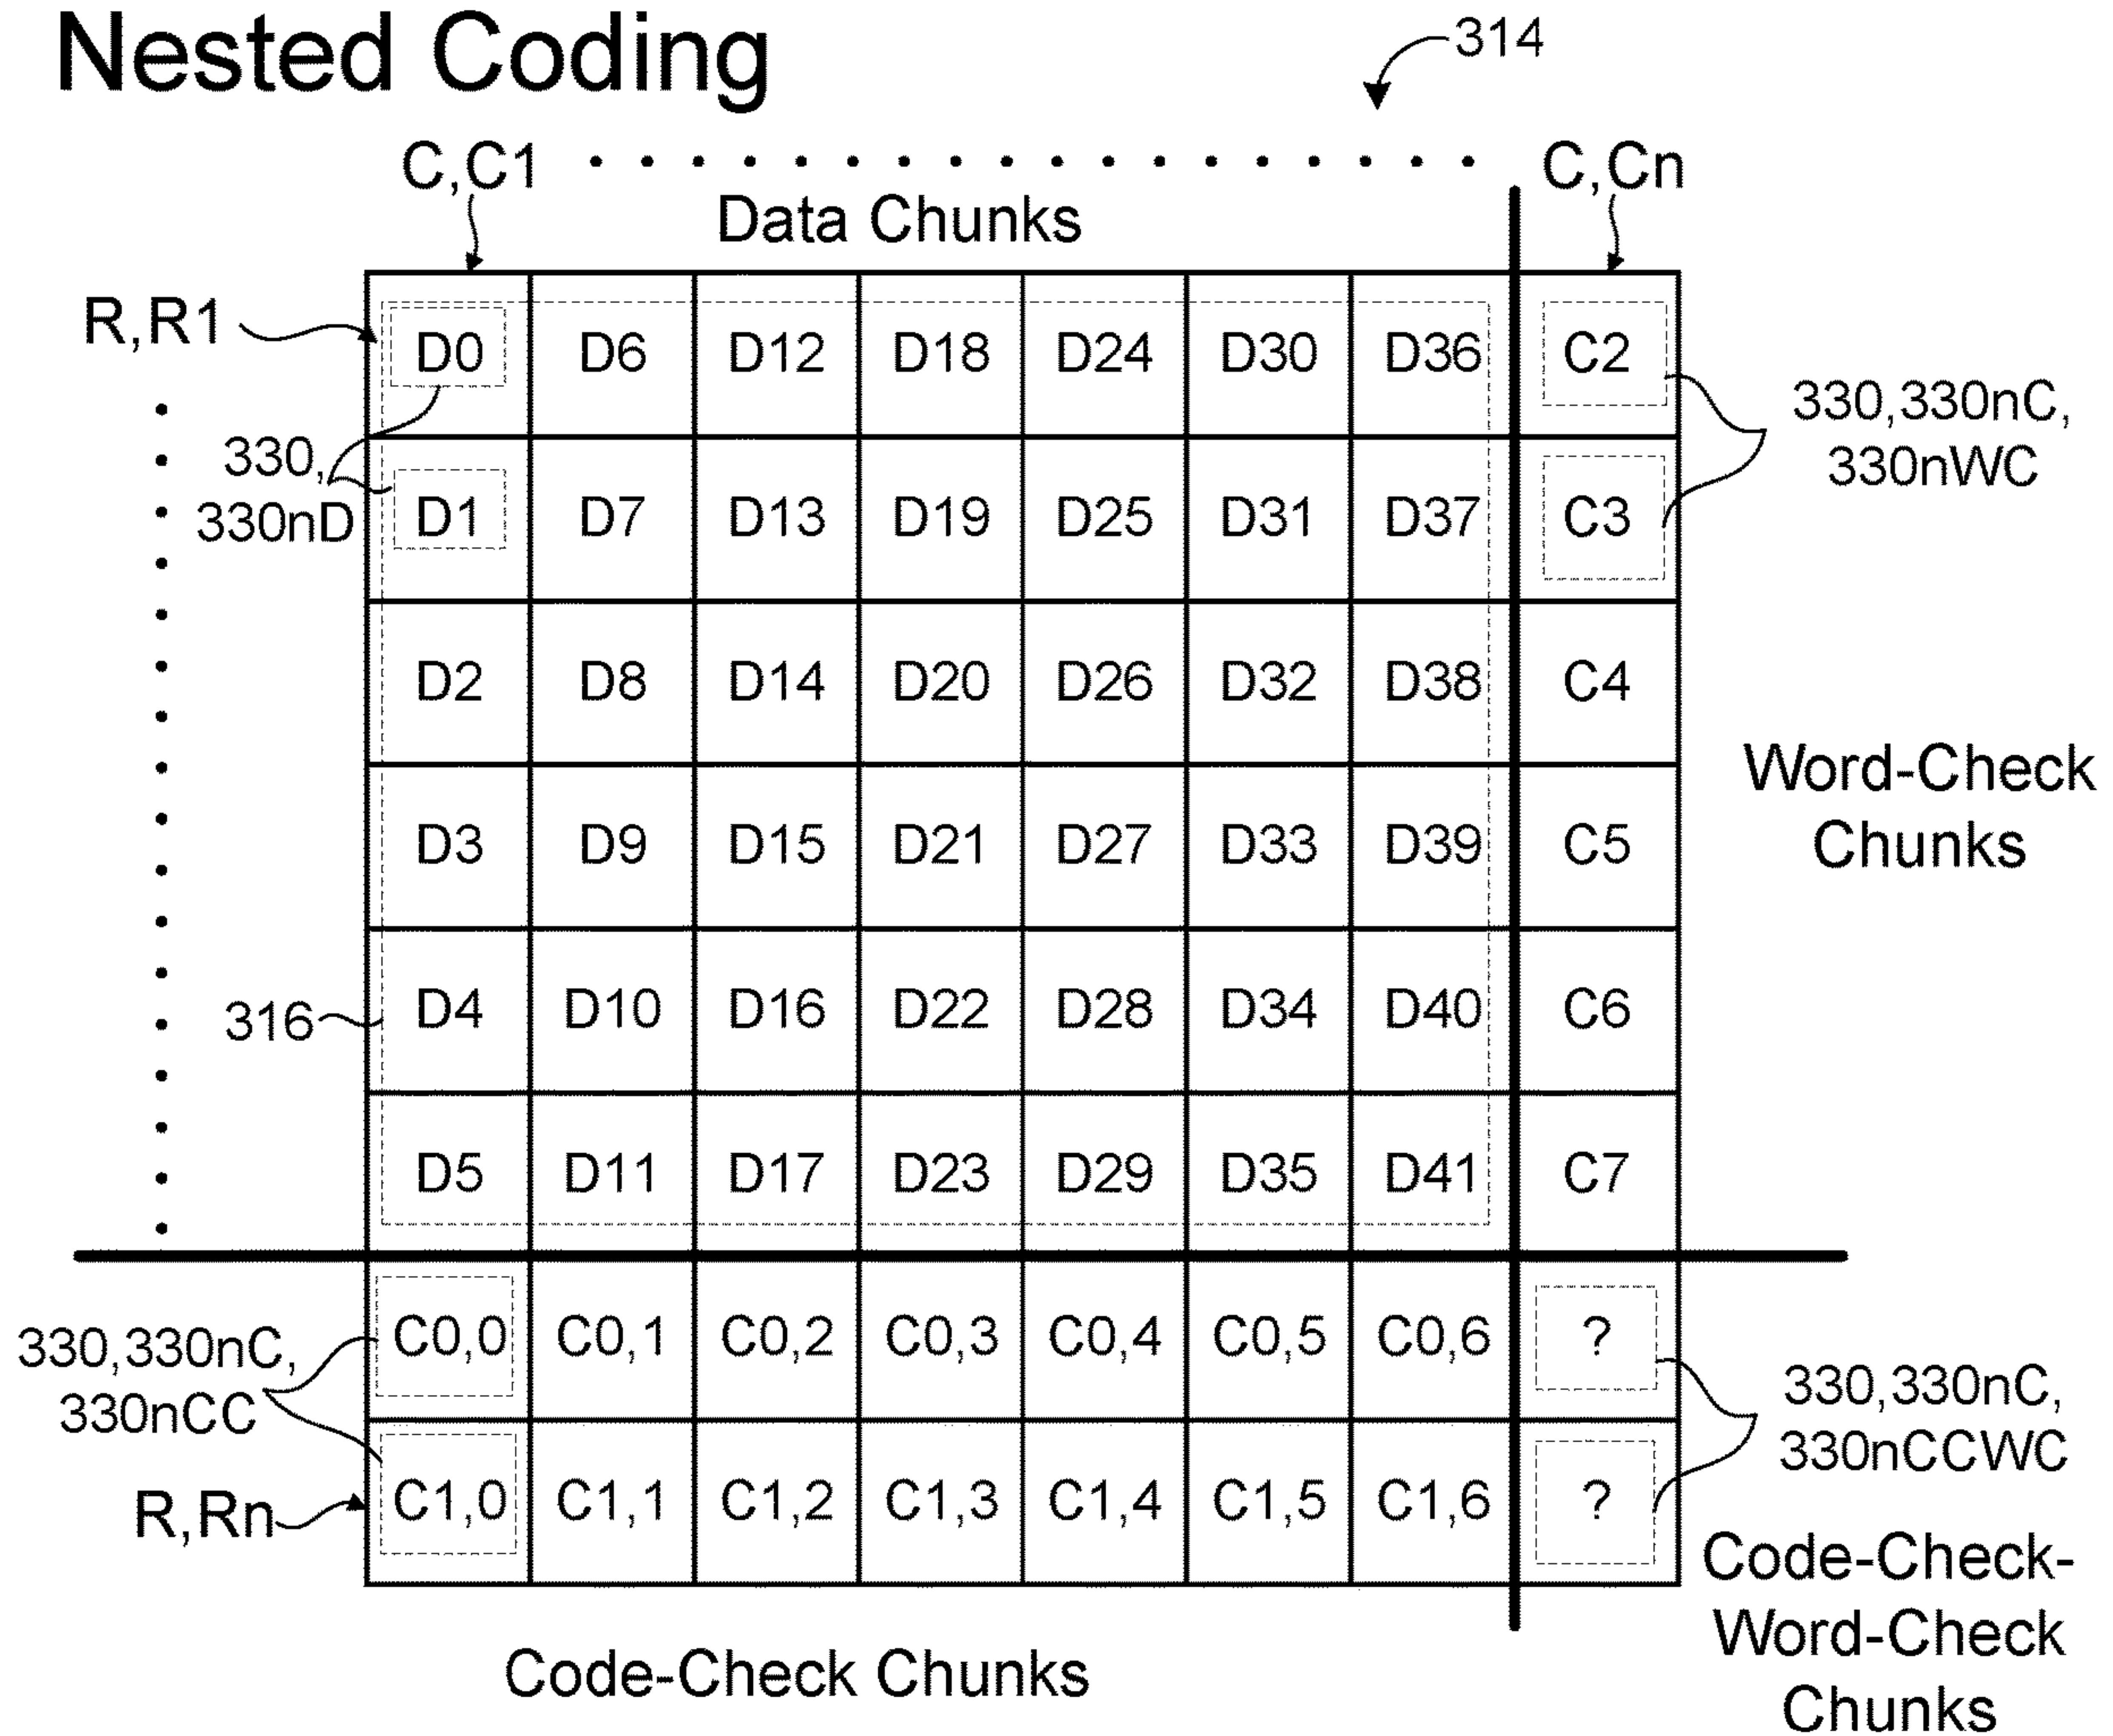 Nested Coding
314
C,C1
C,Cn
Data Chunks
R,R1
D0 D6 D12 D18 D24 D30 D36 C2
330,330nC,
330nWC
330,
330nD
D1 D7 D13 D19 D25 D31 D37 C3
D2 D8 D14 D20 D26 D32 D38 C4
Word-Check
Chunks
D3 D9 D15 D21 D27 D33 D39 C5
316
D4 D10 D16 D22 D28 D34 D40 C6
D5 D11 D17 D23 D29 D35 D41 C7
330,330nC,
330nCC
C0,0 C0,1 C0,2 C0,3 C0,4 C0,5 C0,6 ?
330,330nC,
330nCCWC
R,Rn
C1,0 C1,1 C1,2 C1,3 C1,4 C1,5 C1,6 ?
Code-Check-
Word-Check
Chunks
Code-Check Chunks